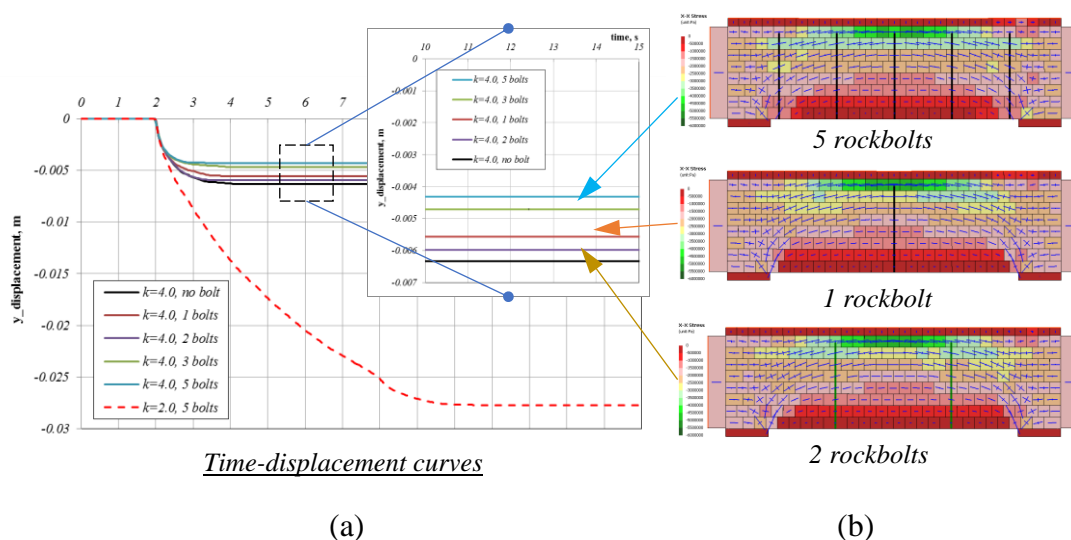 time, s
10 11 12 13 14 15
0
-0.001
-0.002
-0.003
-0.004
-0.005
-0.006
-0.007
y_displacement, m
k=4.0, 5 bolts
k=4.0, 3 bolts
k=4.0, 1 bolts
k=4.0, 2 bolts
k=4.0, no bolt
0 1 2 3 4 5 6 7
0
-0.005
-0.01
-0.015
-0.02
-0.025
-0.03
y_displacement, m
k=4.0, no bolt
k=4.0, 1 bolts
k=4.0, 2 bolts
k=4.0, 3 bolts
k=4.0, 5 bolts
k=2.0, 5 bolts
Time-displacement curves
(a)
X-X Stress
5 rockbolts
X-X Stress
1 rockbolt
X-X Stress
2 rockbolts
(b)